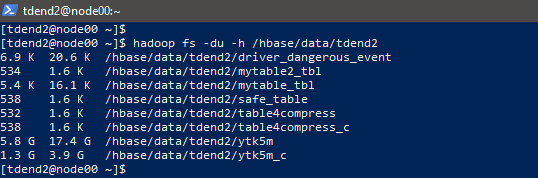 tdend2@node00:~
[tdend2@node00 ~]$
[tdend2@node00 ~]$ hadoop fs -du -h /hbase/data/tdend2
6.9 K  20.6 K  /hbase/data/tdend2/driver_dangerous_event
534    1.6 K   /hbase/data/tdend2/mytable2_tbl
5.4 K  16.1 K  /hbase/data/tdend2/mytable_tbl
538    1.6 K   /hbase/data/tdend2/safe_table
532    1.6 K   /hbase/data/tdend2/table4compress
538    1.6 K   /hbase/data/tdend2/table4compress_c
5.8 G  17.4 G  /hbase/data/tdend2/ytk5m
1.3 G  3.9 G   /hbase/data/tdend2/ytk5m_c
[tdend2@node00 ~]$